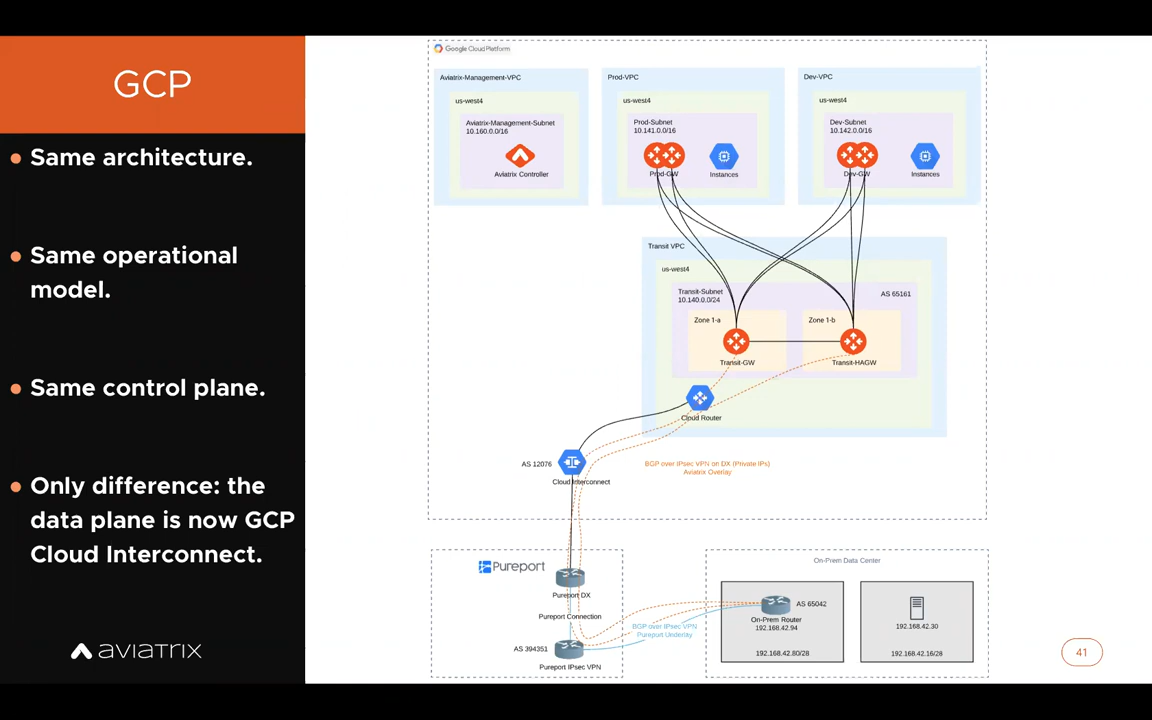 GCP
Same architecture.
Same operational
model.
Same control plane.
Only difference: the
data plane is now GCP
Cloud Interconnect.
aviatrix
Google Cloud Platform
Aviatrix-Management-VPC
us-west4
Aviatrix-Management-Subnet
10.160.0.0/16
Aviatrix Controller
Prod-VPC
us-west4
Prod-Subnet
10.141.0.0/16
Prod-GW
Instances
Dev-VPC
us-west4
Dev-Subnet
10.142.0.0/16
Dev-GW
Instances
Transit VPC
us-west4
Transit-Subnet
10.140.0.0/24
AS 65161
Zone 1-a
Zone 1-b
Transit-GW
Transit-HAGW
Cloud Router
AS 12076
Cloud Interconnect
BGP over IPsec VPN on DX (Private IPs)
Aviatrix Overlay
Pureport
Pureport DX
Pureport Connection
AS 394351
Pureport IPsec VPN
BGP over IPsec VPN
Pureport Underlay
On-Prem Data Center
AS 65042
On-Prem Router
192.168.42.94
192.168.42.80/28
192.168.42.30
192.168.42.16/28
41